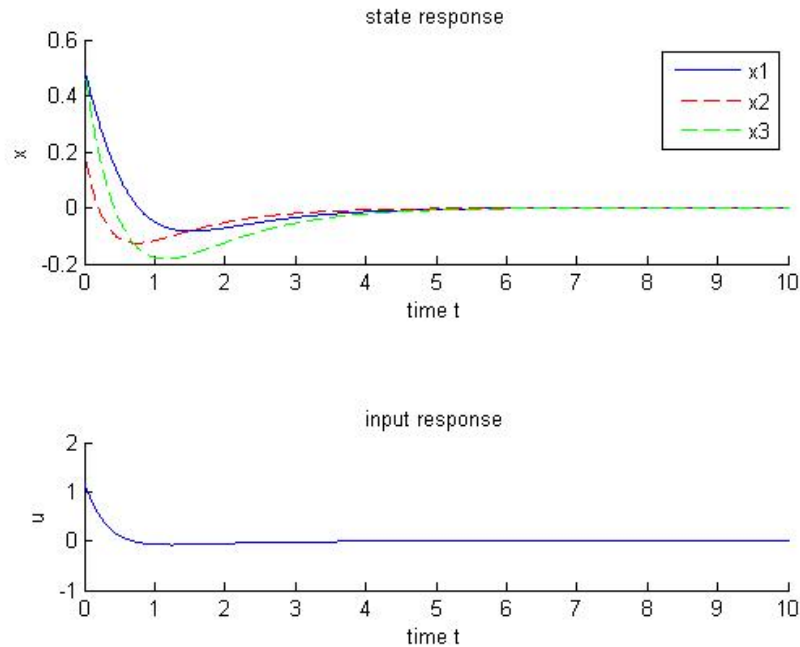 state response
0.6
0.4
0.2
0
-0.2
x
x1
x2
x3
0 1 2 3 4 5 6 7 8 9 10
time t
input response
2
1
0
-1
u
0 1 2 3 4 5 6 7 8 9 10
time t